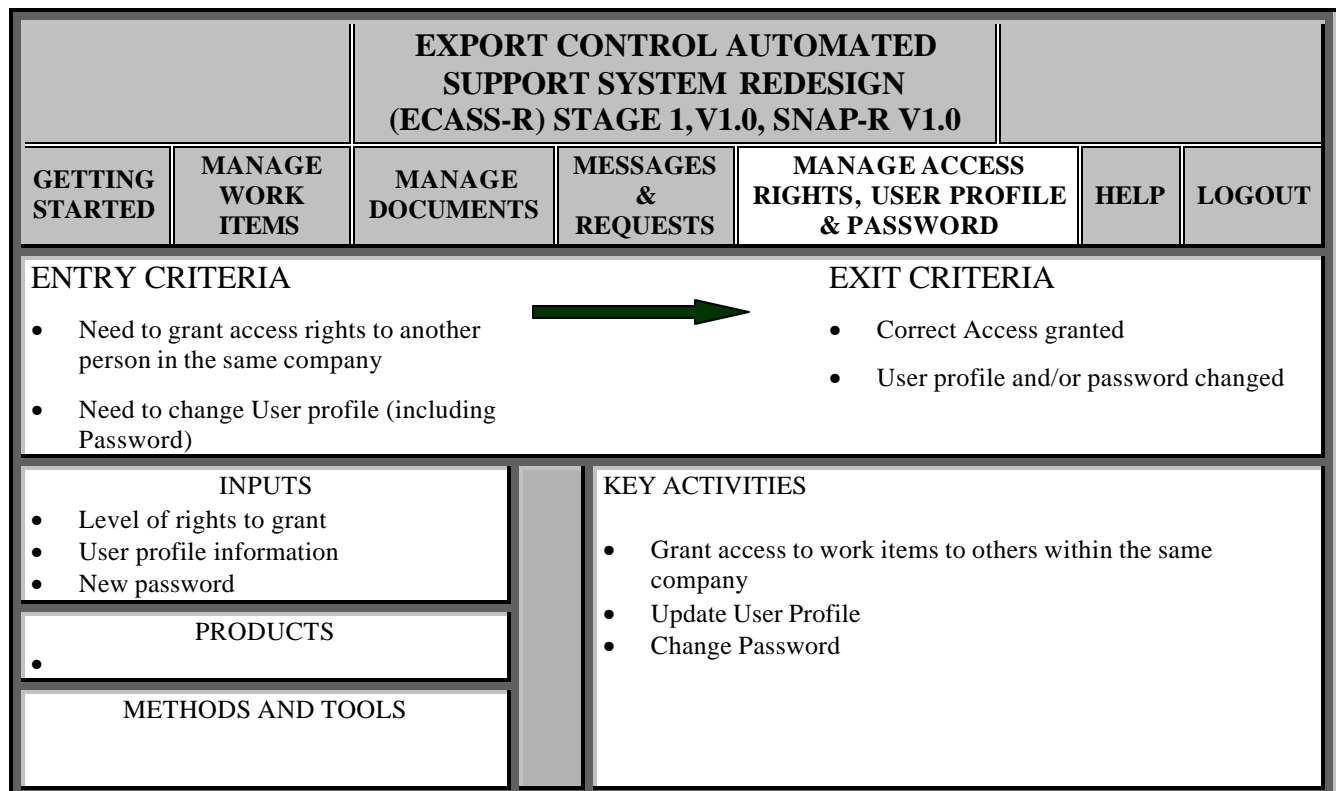 EXPORT CONTROL AUTOMATED
SUPPORT SYSTEM REDESIGN
(ECASS-R) STAGE 1, V1.0, SNAP-R V1.0
GETTING
STARTED
MANAGE
WORK
ITEMS
MANAGE
DOCUMENTS
MESSAGES
&
REQUESTS
MANAGE ACCESS
RIGHTS, USER PROFILE
& PASSWORD
HELP
LOGOUT
ENTRY CRITERIA
• Need to grant access rights to another
person in the same company
• Need to change User profile (including
Password)
EXIT CRITERIA
• Correct Access granted
• User profile and/or password changed
INPUTS
• Level of rights to grant
• User profile information
• New password
PRODUCTS
•
METHODS AND TOOLS
KEY ACTIVITIES
• Grant access to work items to others within the same
company
• Update User Profile
• Change Password